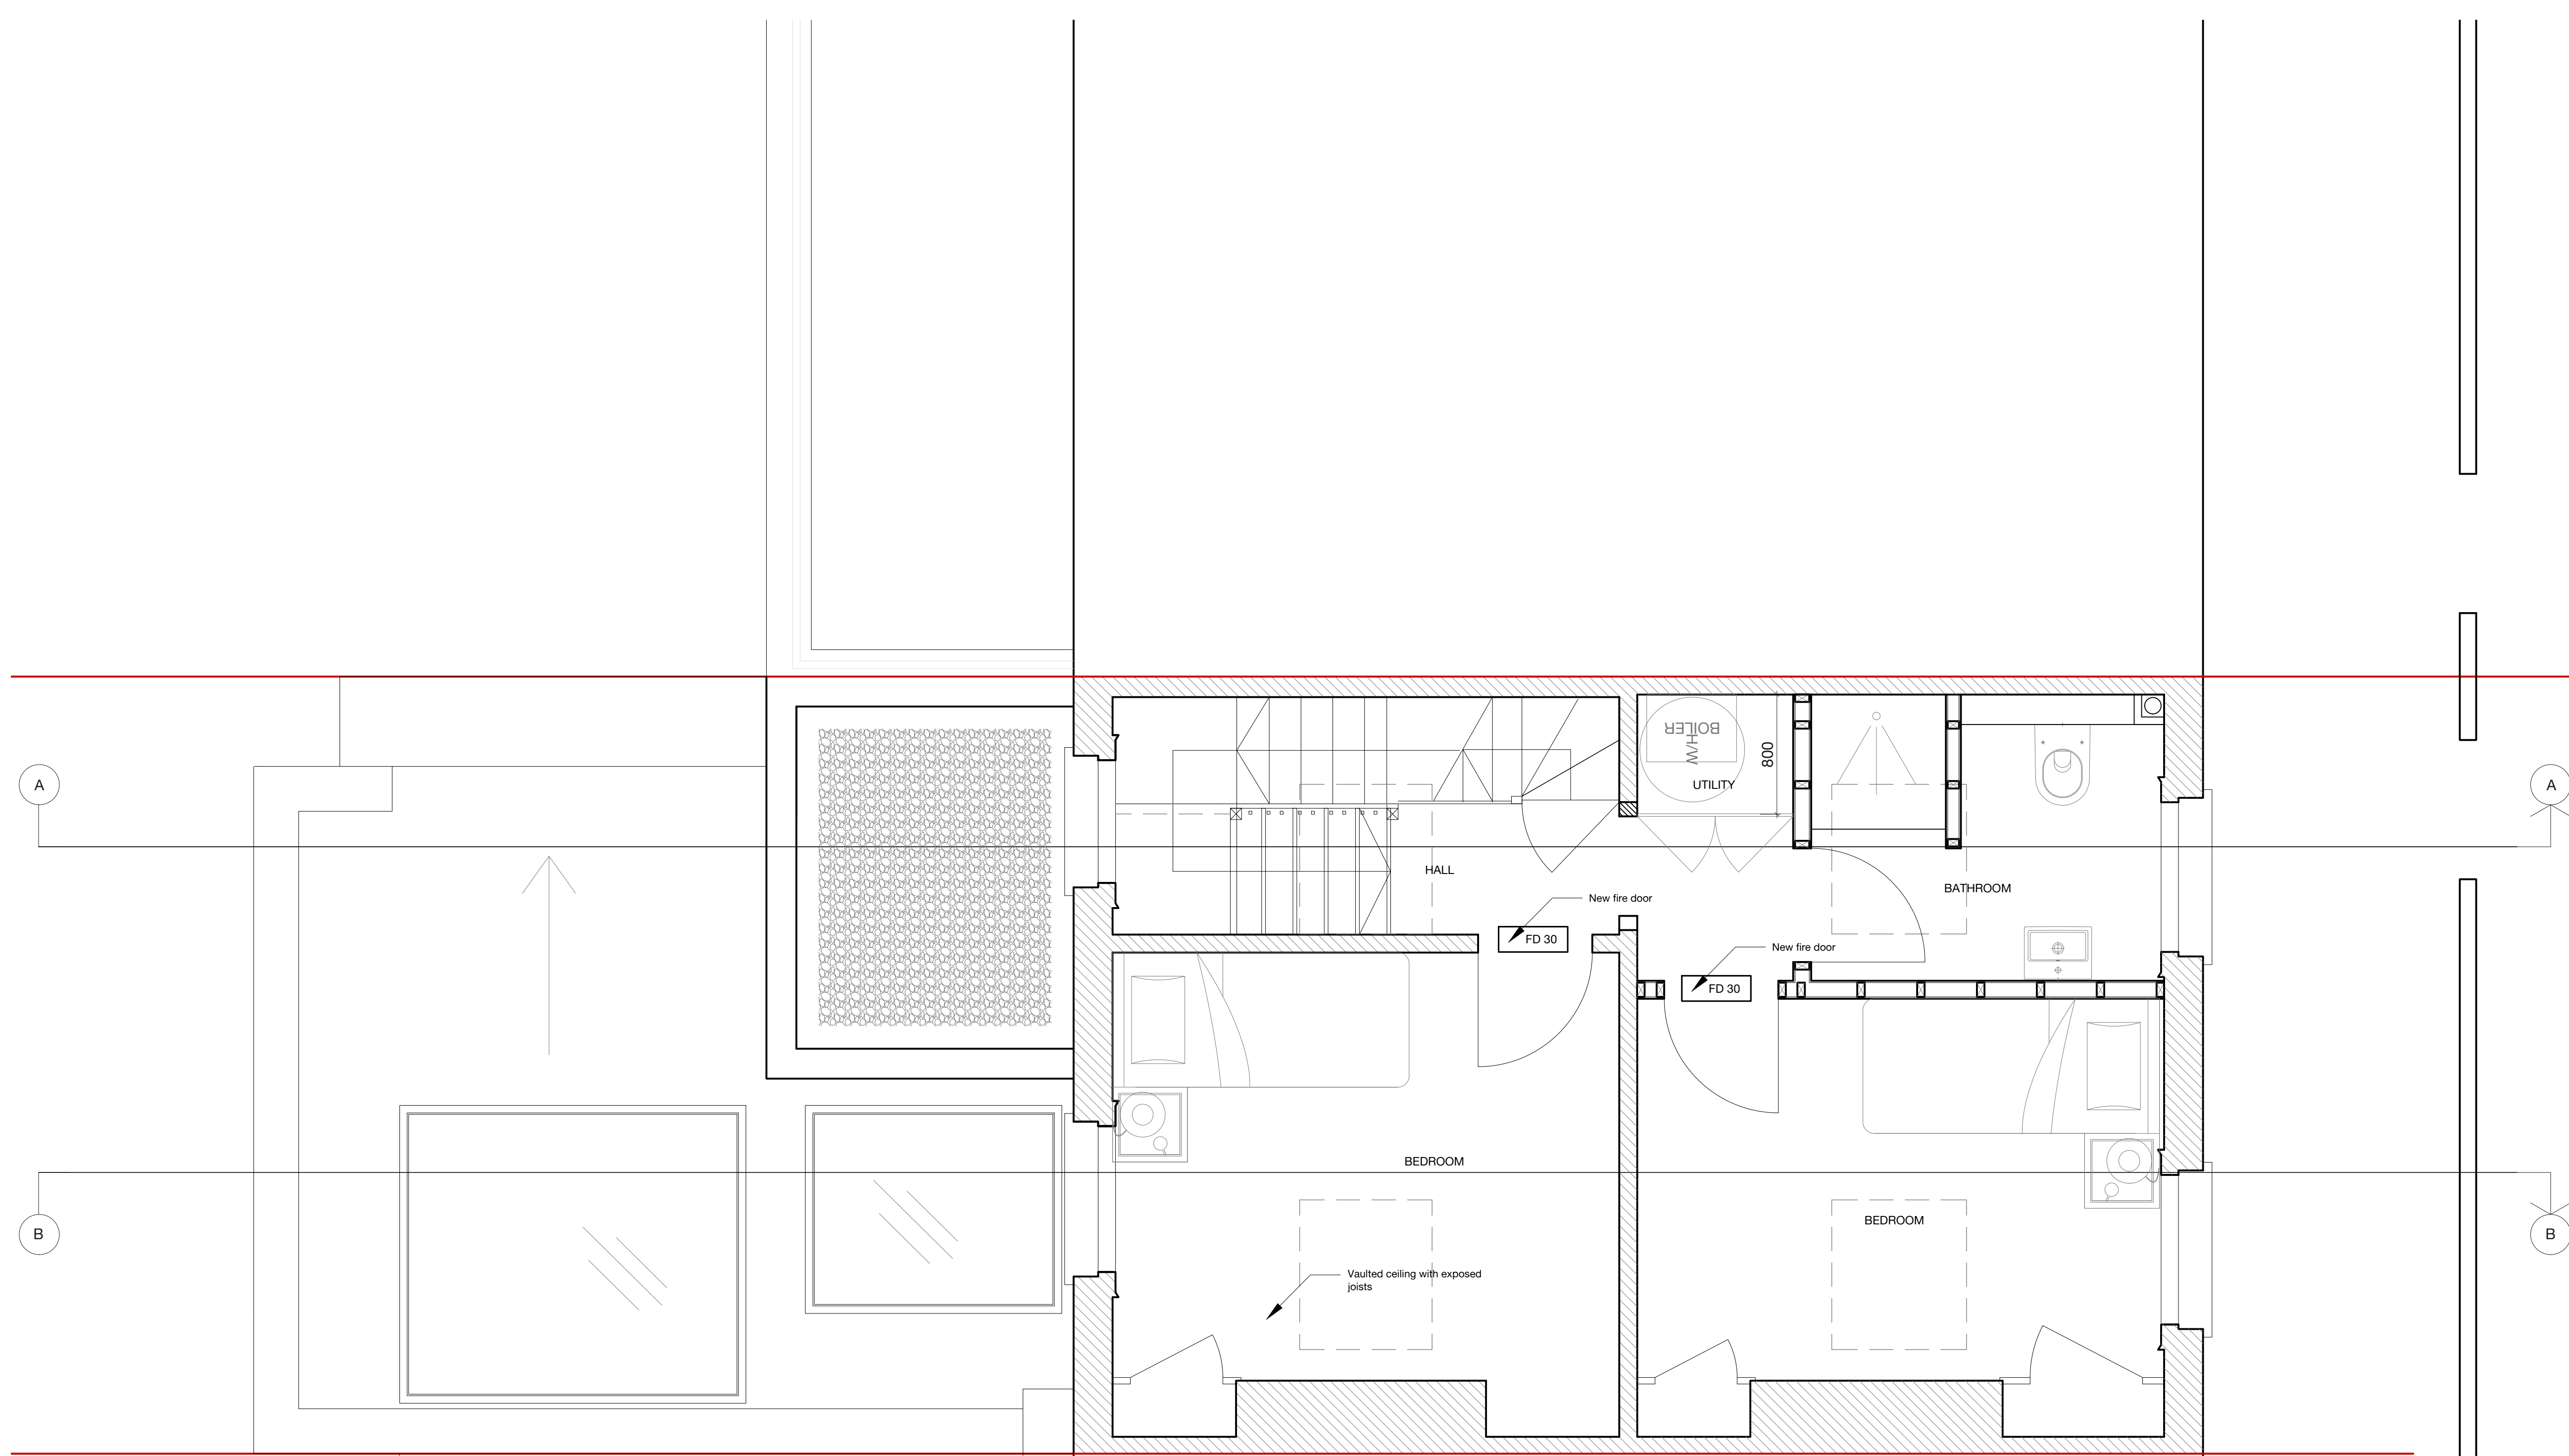 BOILER
H/W
800
UTILITY
A
A
HALL
BATHROOM
New fire door
FD 30
New fire door
FD 30
BEDROOM
BEDROOM
B
B
Vaulted ceiling with exposed
joists